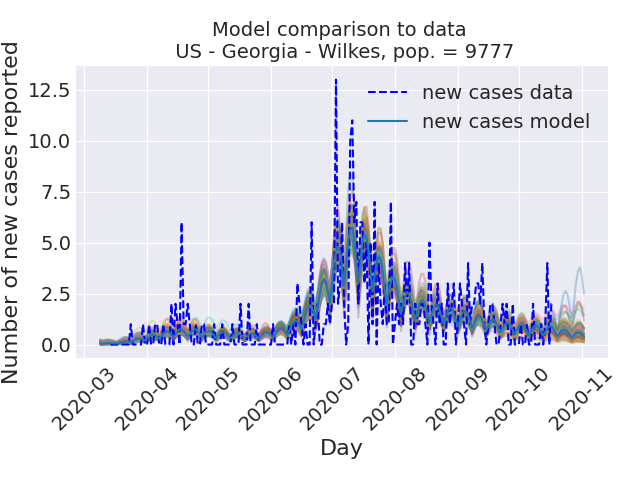 Model comparison to data
US - Georgia - Wilkes, pop. = 9777
Number of new cases reported
12.5
10.0
7.5
5.0
2.5
0.0
new cases data
new cases model
2020-03
2020-04
2020-05
2020-06
2020-07
2020-08
2020-09
2020-10
2020-11
Day